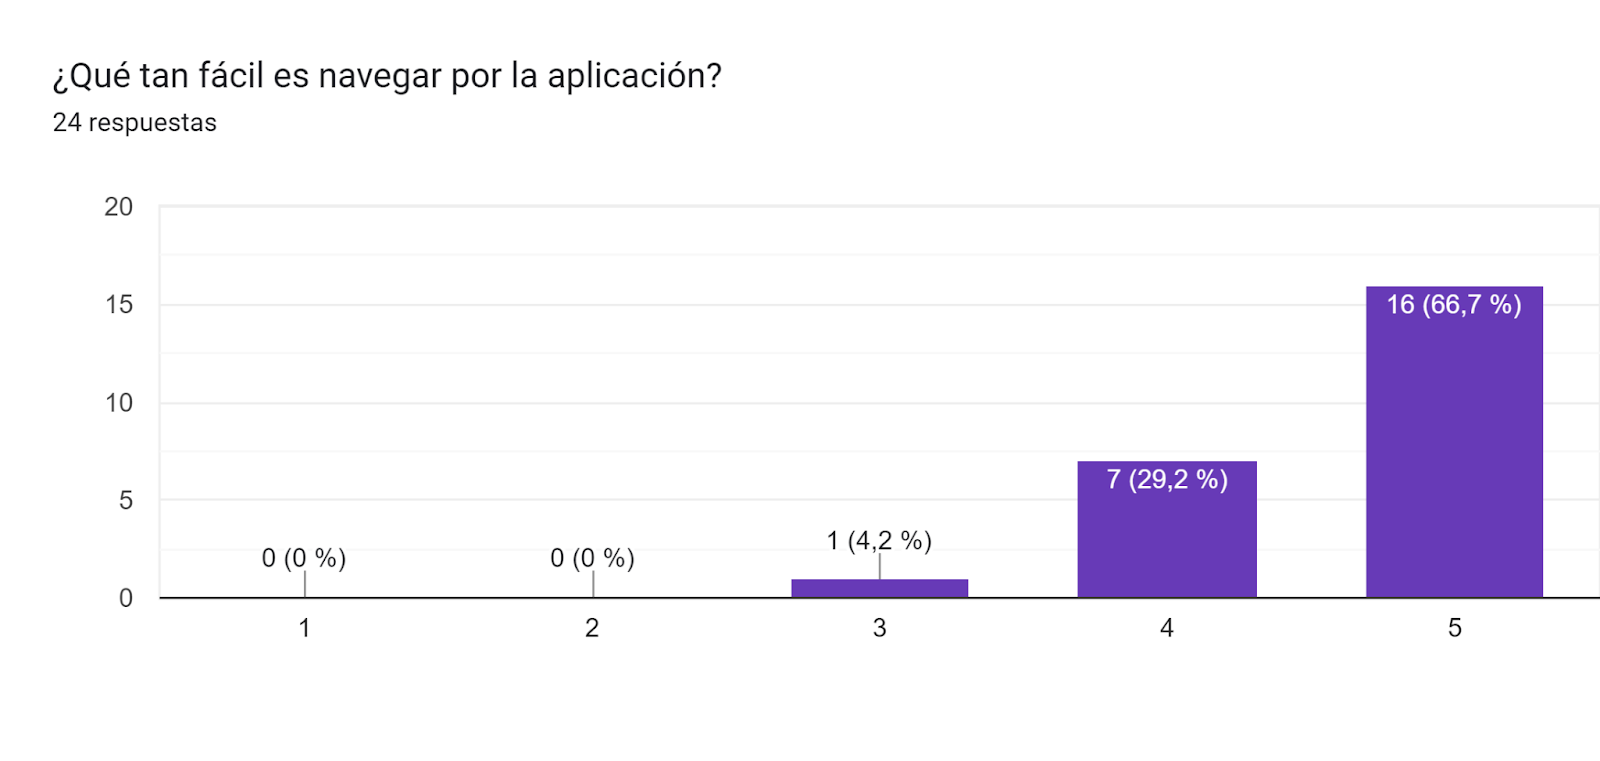 ¿Qué tan fácil es navegar por la aplicación?
24 respuestas
20
15
10
5
0
0 (0 %)
0 (0 %)
1 (4,2 %)
7 (29,2 %)
16 (66,7 %)
1
2
3
4
5